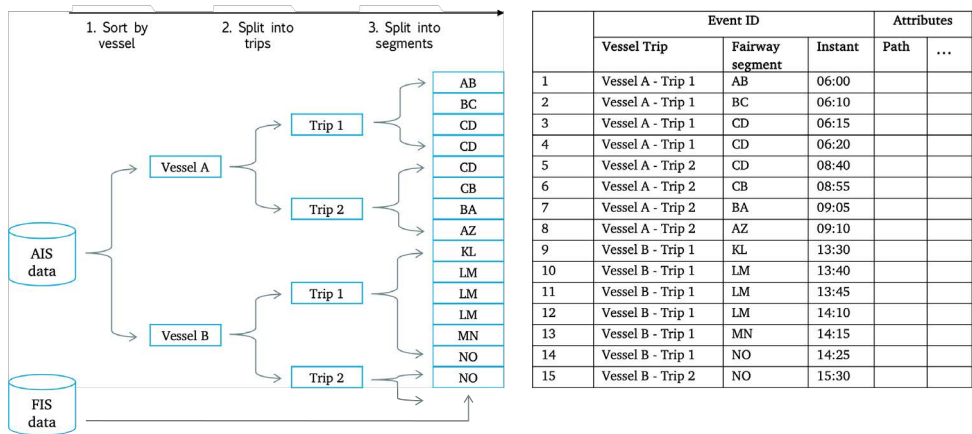 1. Sort by
vessel
2. Split into
trips
3. Split into
segments
AIS
data
FIS
data
Vessel A
Vessel B
Trip 1
Trip 2
Trip 1
Trip 2
AB
BC
CD
CD
CD
CB
BA
AZ
KL
LM
LM
LM
MN
NO
NO
Event ID Attributes
Vessel Trip Fairway segment Instant Path ...
1 Vessel A - Trip 1 AB 06:00
2 Vessel A - Trip 1 BC 06:10
3 Vessel A - Trip 1 CD 06:15
4 Vessel A - Trip 1 CD 06:20
5 Vessel A - Trip 2 CD 08:40
6 Vessel A - Trip 2 CB 08:55
7 Vessel A - Trip 2 BA 09:05
8 Vessel A - Trip 2 AZ 09:10
9 Vessel B - Trip 1 KL 13:30
10 Vessel B - Trip 1 LM 13:40
11 Vessel B - Trip 1 LM 13:45
12 Vessel B - Trip 1 LM 14:10
13 Vessel B - Trip 1 MN 14:15
14 Vessel B - Trip 1 NO 14:25
15 Vessel B - Trip 2 NO 15:30